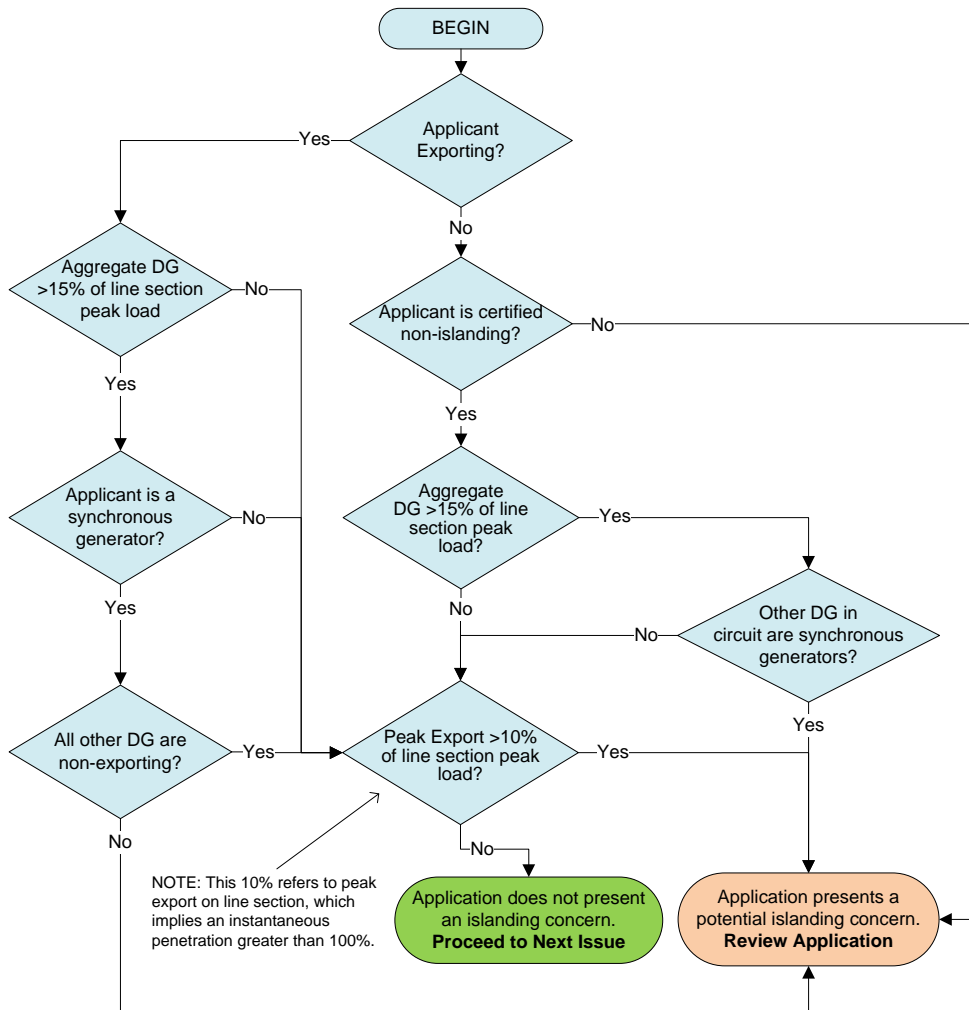 BEGIN
Applicant
Exporting?
Yes
No
Aggregate DG
>15% of line section
peak load
No
Yes
Applicant is certified
non-islanding?
No
Yes
Applicant is a
synchronous
generator?
No
Yes
Aggregate
DG >15% of line
section peak
load?
Yes
No
Other DG in
circuit are synchronous
generators?
No
Yes
All other DG are
non-exporting?
Yes
No
Peak Export >10%
of line section peak
load?
Yes
No
NOTE: This 10% refers to peak
export on line section, which
implies an instantaneous
penetration greater than 100%.
Application does not present
an islanding concern.
Proceed to Next Issue
Application presents a
potential islanding concern.
Review Application